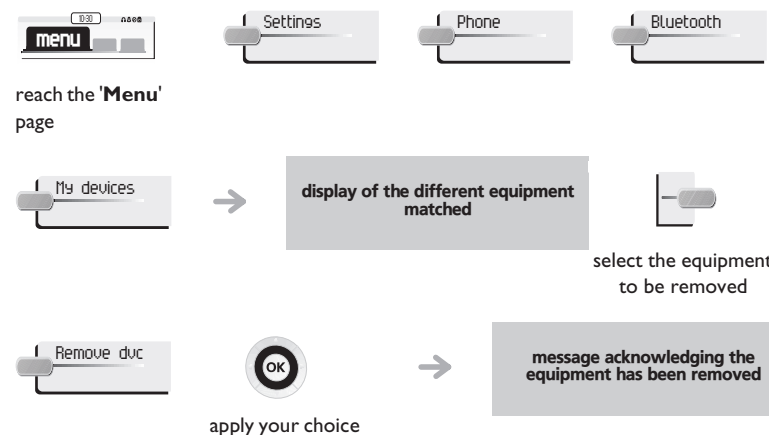 10:30
menu
Settings
Phone
Bluetooth
reach the 'Menu'
page
My devices
display of the different equipment
matched
select the equipment
to be removed
Remove dvc
OK
message acknowledging the
equipment has been removed
apply your choice